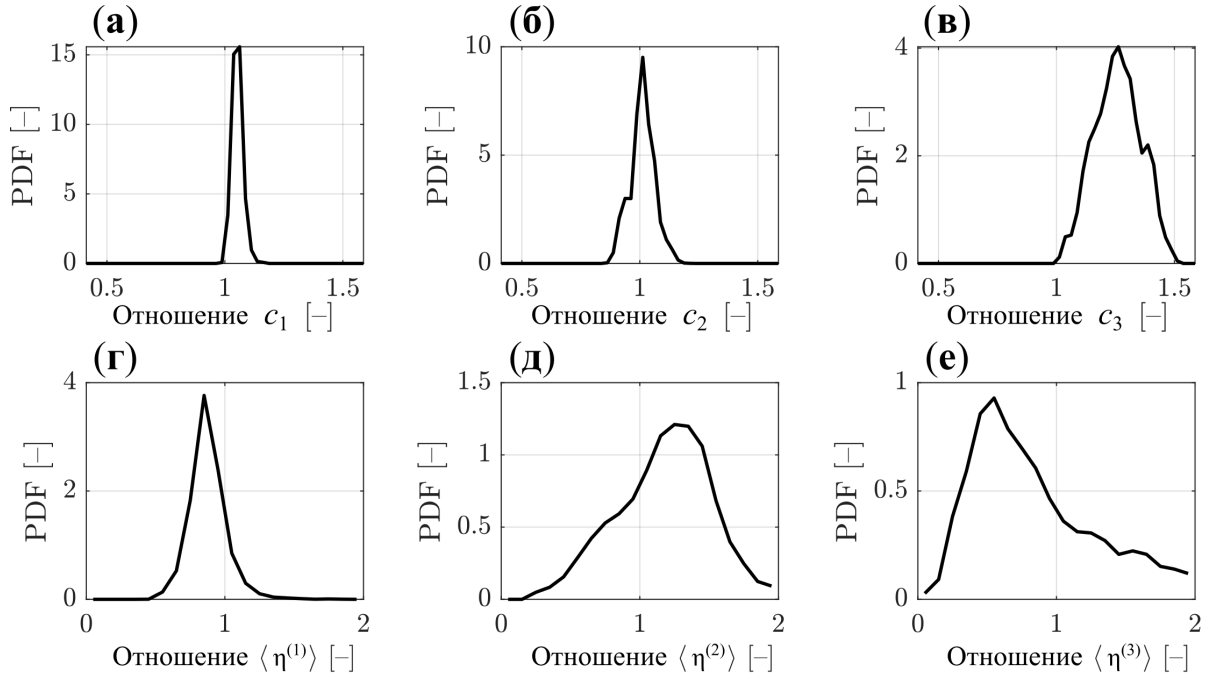 (а)
PDF [–]
15
10
5
0
0.5 1 1.5
Отношение c₁ [–]
(б)
PDF [–]
10
5
0
0.5 1 1.5
Отношение c₂ [–]
(в)
PDF [–]
4
2
0
0.5 1 1.5
Отношение c₃ [–]
(г)
PDF [–]
4
2
0
0 1 2
Отношение ⟨ η⁽¹⁾ ⟩ [–]
(д)
PDF [–]
1.5
1
0.5
0
0 1 2
Отношение ⟨ η⁽²⁾ ⟩ [–]
(е)
PDF [–]
1
0.5
0
0 1 2
Отношение ⟨ η⁽³⁾ ⟩ [–]